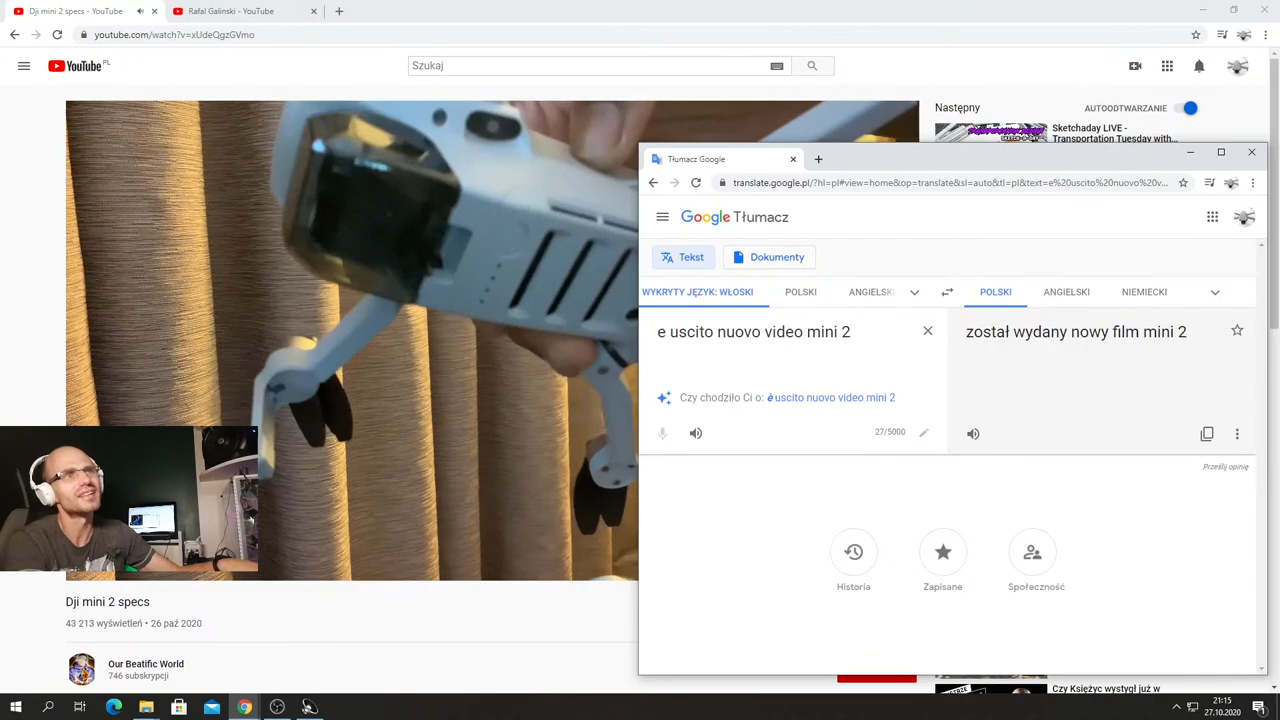 Dji mini 2 specs - YouTube
Rafal Galinski - YouTube
youtube.com/watch?v=xUdeQgzGVmo
YouTube PL
Szukaj
Następny
AUTOODTWARZANIE
Sketchaday LIVE -
Transportation Tuesday with...
Tłumacz Google
translate.google.pl/?hl=pl#view=home&op=translate&sl=auto&tl=pl&text=e%20uscito%20nuovo%20v...
Google Tłumacz
Tekst
Dokumenty
WYKRYTY JĘZYK: WŁOSKI
POLSKI
ANGIELSKI
POLSKI
ANGIELSKI
NIEMIECKI
e uscito nuovo video mini 2
został wydany nowy film mini 2
Czy chodziło Ci o: è uscito nuovo video mini 2
27/5000
Prześlij opinię
Historia
Zapisane
Społeczność
Dji mini 2 specs
43 213 wyświetleń • 26 paź 2020
Our Beatific World
746 subskrypcji
Czy Księżyc wystygł już w
21:15
27.10.2020